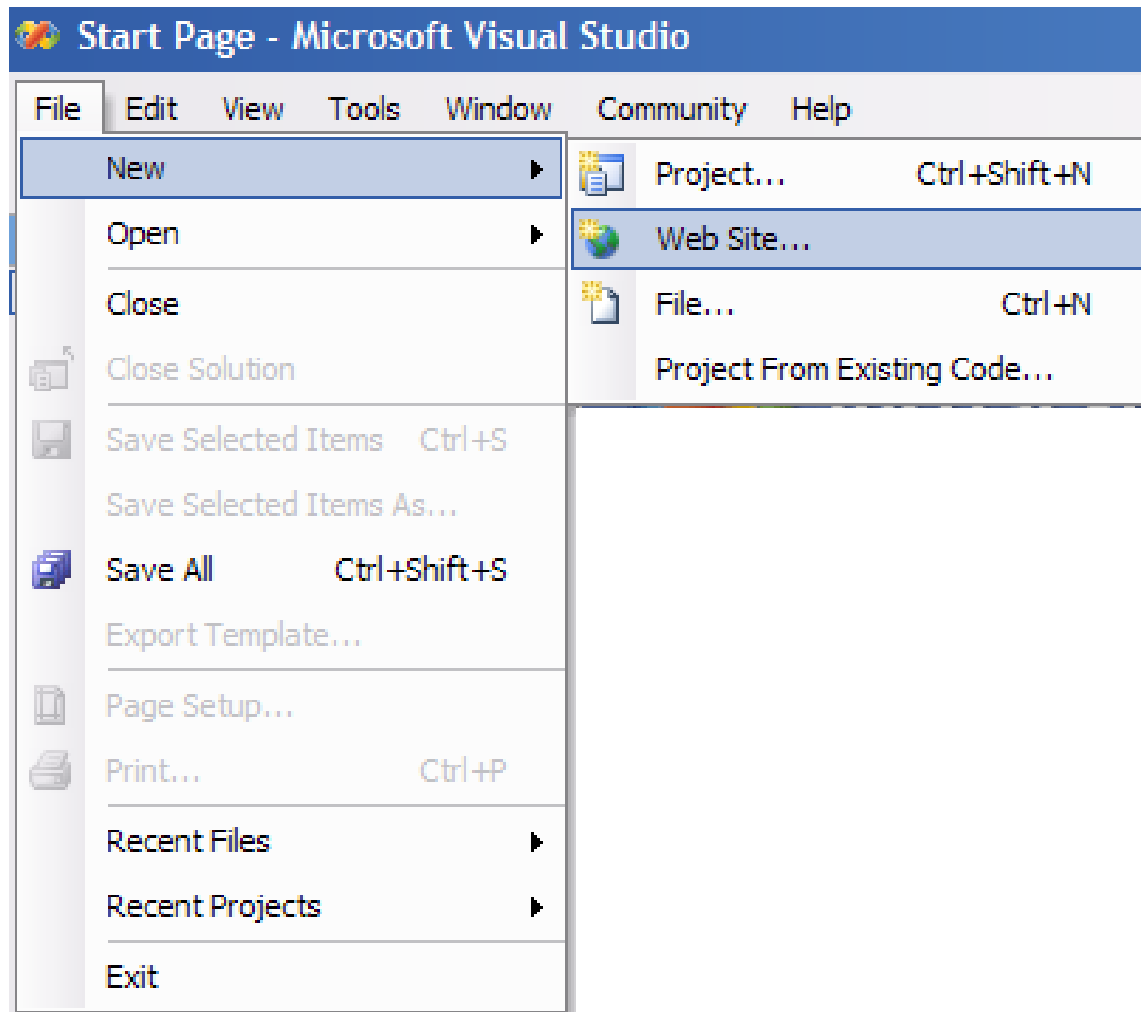 Start Page - Microsoft Visual Studio
File Edit View Tools Window Community Help
New
Project... Ctrl+Shift+N
Open
Web Site...
Close
File... Ctrl+N
Close Solution
Project From Existing Code...
Save Selected Items Ctrl+S
Save Selected Items As...
Save All Ctrl+Shift+S
Export Template...
Page Setup...
Print... Ctrl+P
Recent Files
Recent Projects
Exit